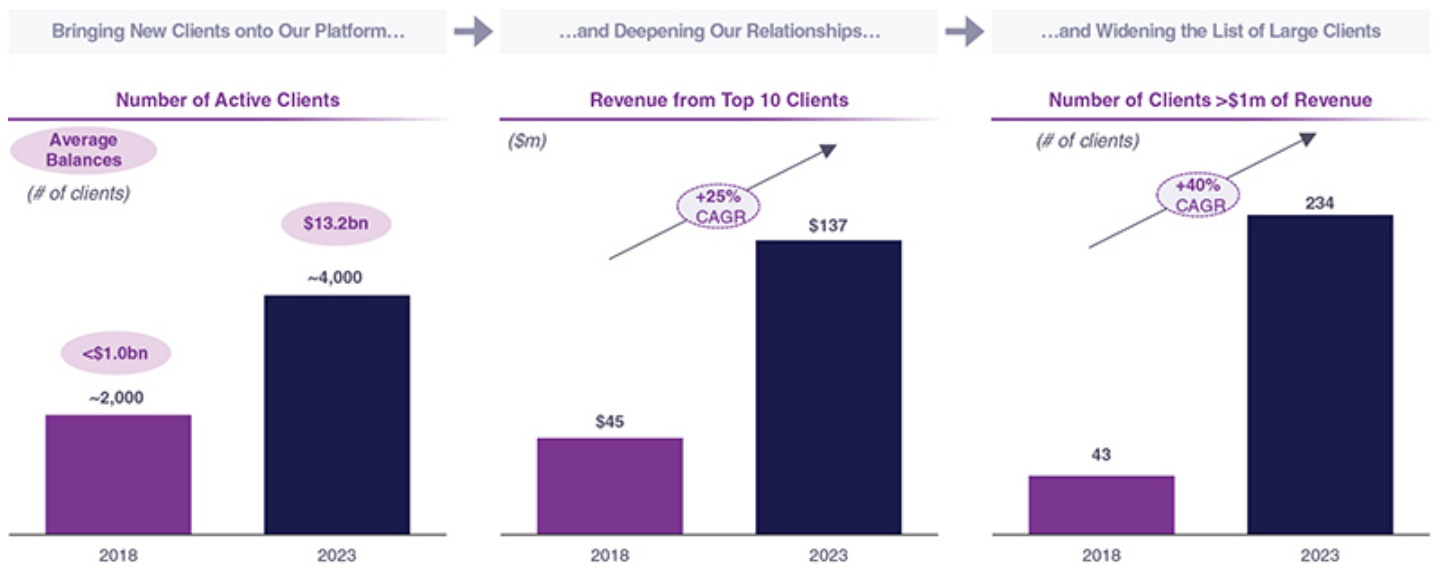 Bringing New Clients onto Our Platform…
…and Deepening Our Relationships…
…and Widening the List of Large Clients
Number of Active Clients
Average
Balances
(# of clients)
$13.2bn
~4,000
<$1.0bn
~2,000
2018
2023
Revenue from Top 10 Clients
($m)
+25%
CAGR
$137
$45
2018
2023
Number of Clients >$1m of Revenue
(# of clients)
+40%
CAGR
234
43
2018
2023